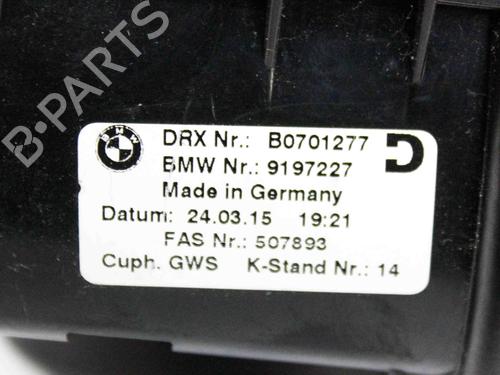 B-PARTS
BMW
DRX Nr.: B0701277
BMW Nr.: 9197227
Made in Germany
Datum: 24.03.15 19:21
FAS Nr.: 507893
Cuph. GWS K-Stand Nr.: 14